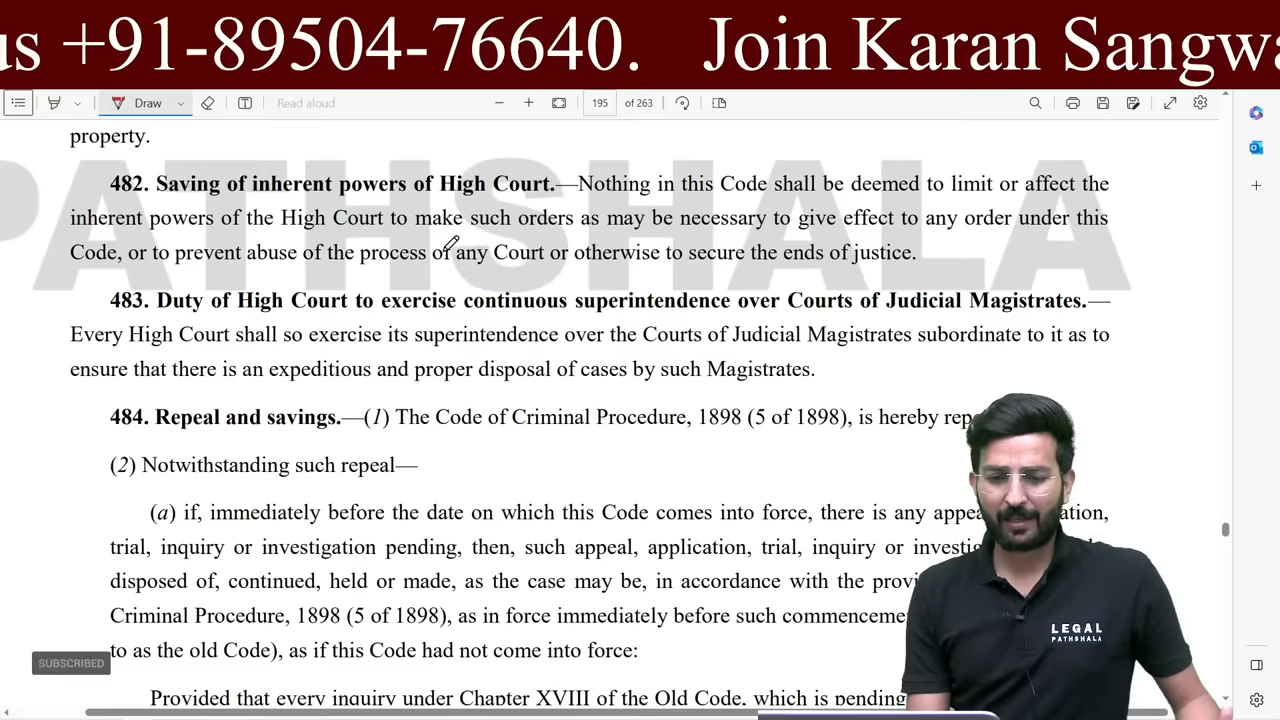 us +91-89504-76640. Join Karan Sangwa
Draw Read aloud 195 of 263
property.
PATHSHALA
482. Saving of inherent powers of High Court.—Nothing in this Code shall be deemed to limit or affect the
inherent powers of the High Court to make such orders as may be necessary to give effect to any order under this
Code, or to prevent abuse of the process of any Court or otherwise to secure the ends of justice.
483. Duty of High Court to exercise continuous superintendence over Courts of Judicial Magistrates.—
Every High Court shall so exercise its superintendence over the Courts of Judicial Magistrates subordinate to it as to
ensure that there is an expeditious and proper disposal of cases by such Magistrates.
484. Repeal and savings.—(1) The Code of Criminal Procedure, 1898 (5 of 1898), is hereby rep
(2) Notwithstanding such repeal—
(a) if, immediately before the date on which this Code comes into force, there is any appe ation,
trial, inquiry or investigation pending, then, such appeal, application, trial, inquiry or investig
disposed of, continued, held or made, as the case may be, in accordance with the provi
Criminal Procedure, 1898 (5 of 1898), as in force immediately before such commenceme
to as the old Code), as if this Code had not come into force:
Provided that every inquiry under Chapter XVIII of the Old Code, which is pending
LEGAL
PATHSHALA
SUBSCRIBED